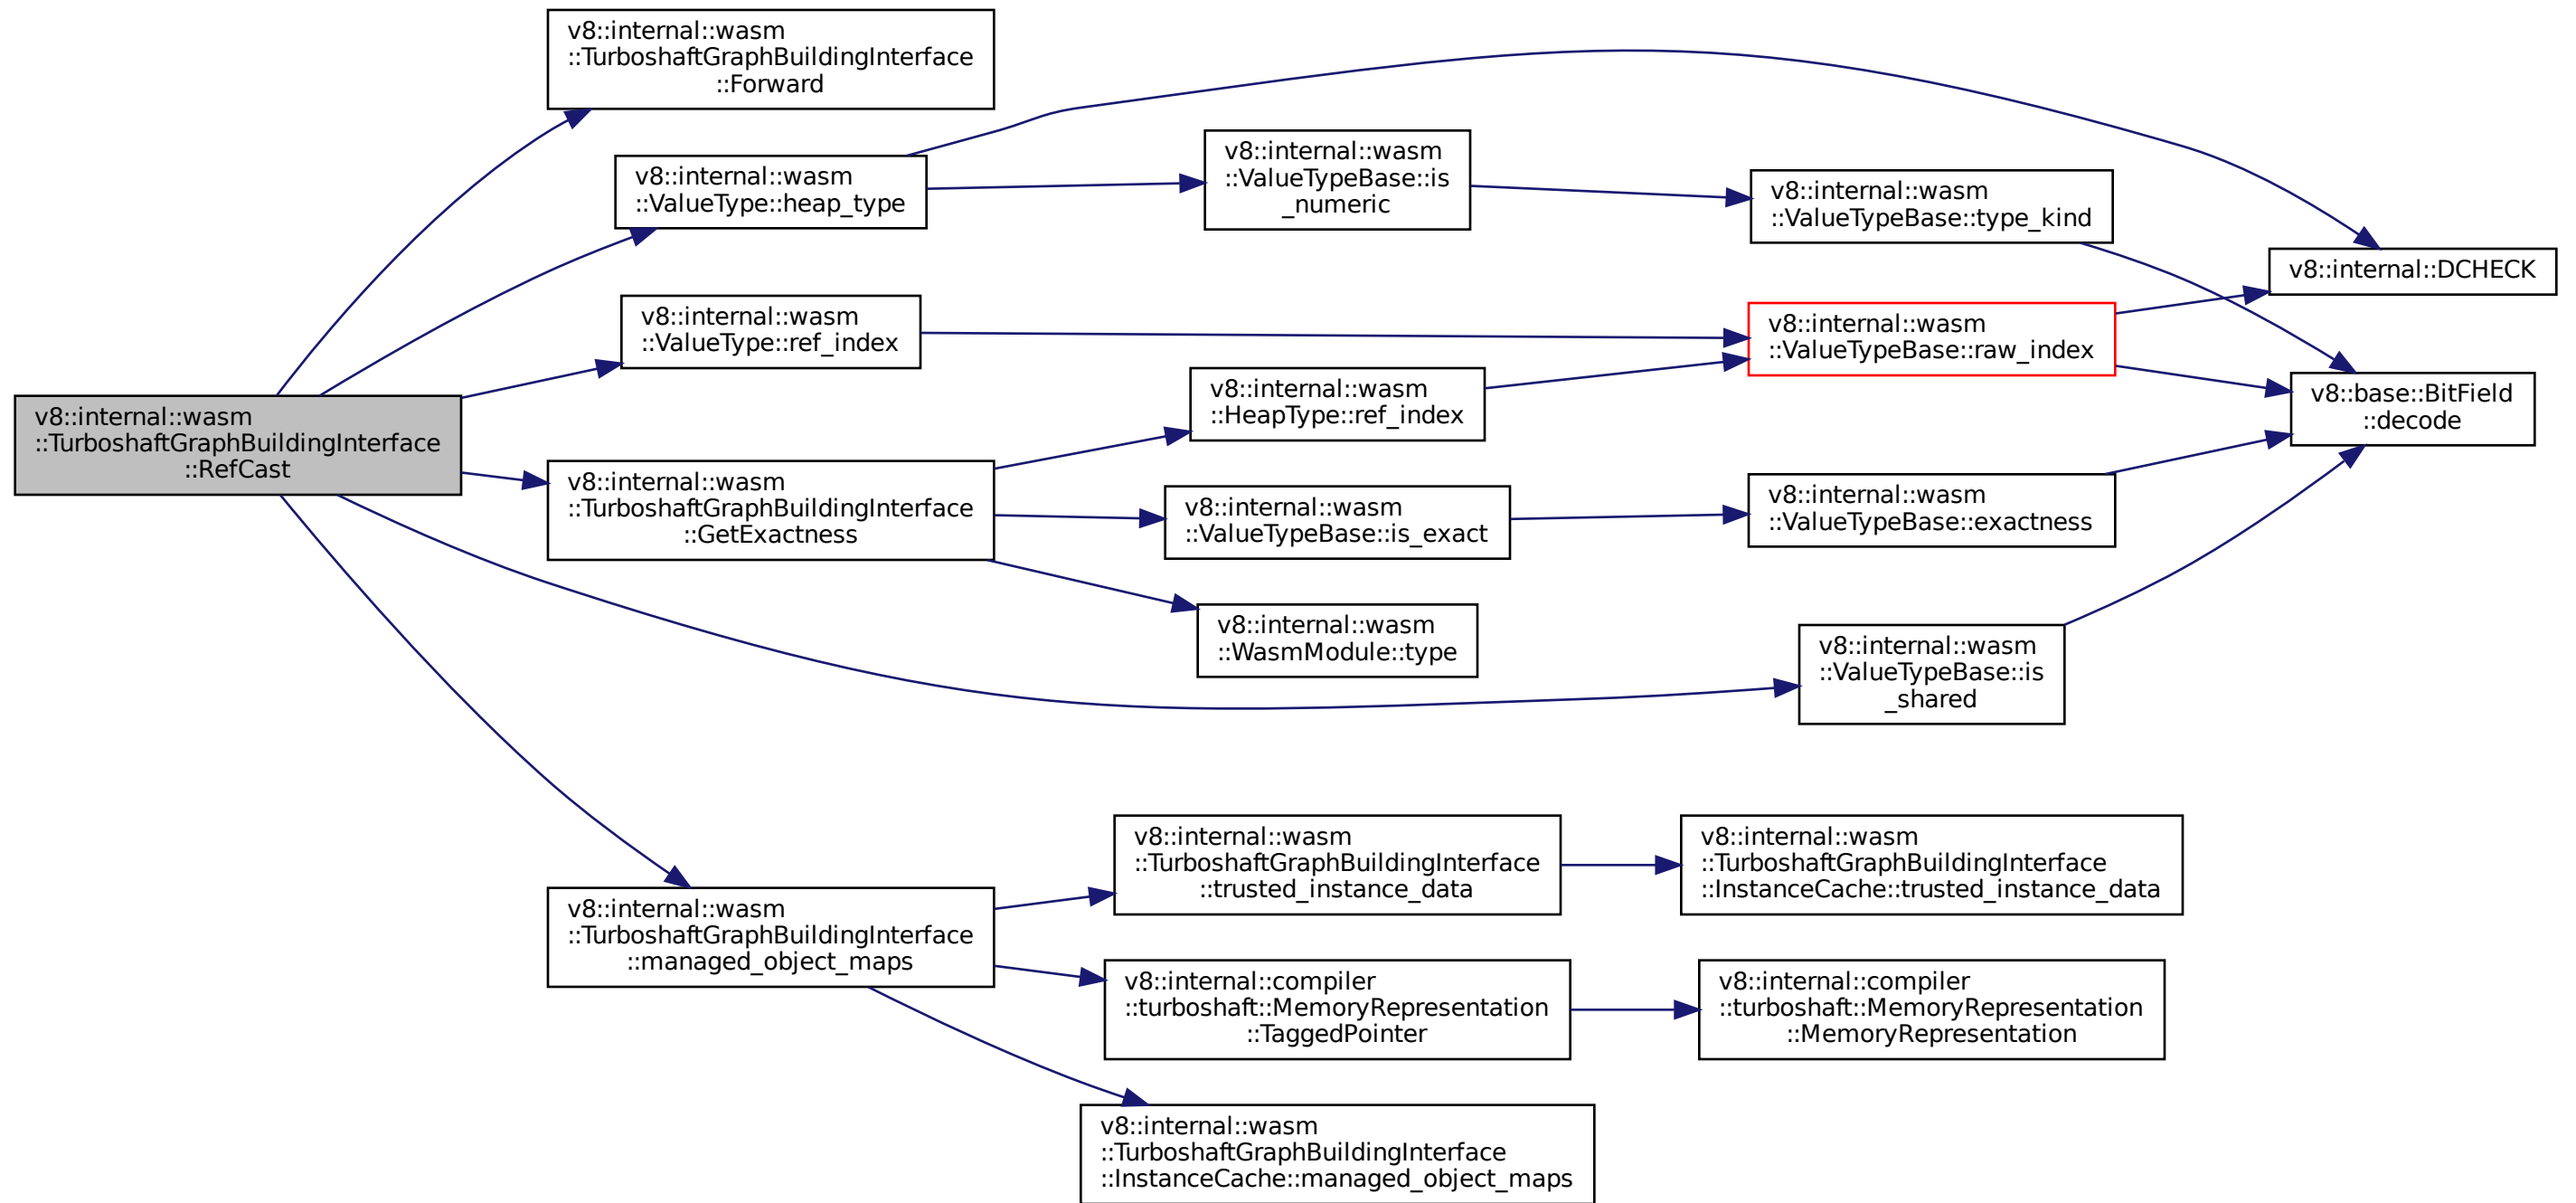 v8::internal::wasm
::TurboshaftGraphBuildingInterface
::RefCast
v8::internal::wasm
::TurboshaftGraphBuildingInterface
::Forward
v8::internal::wasm
::ValueType::heap_type
v8::internal::wasm
::ValueType::ref_index
v8::internal::wasm
::TurboshaftGraphBuildingInterface
::GetExactness
v8::internal::wasm
::TurboshaftGraphBuildingInterface
::managed_object_maps
v8::internal::wasm
::ValueTypeBase::is
_numeric
v8::internal::wasm
::HeapType::ref_index
v8::internal::wasm
::ValueTypeBase::is_exact
v8::internal::wasm
::WasmModule::type
v8::internal::wasm
::TurboshaftGraphBuildingInterface
::trusted_instance_data
v8::internal::compiler
::turboshaft::MemoryRepresentation
::TaggedPointer
v8::internal::wasm
::TurboshaftGraphBuildingInterface
::InstanceCache::managed_object_maps
v8::internal::wasm
::ValueTypeBase::type_kind
v8::internal::wasm
::ValueTypeBase::raw_index
v8::internal::wasm
::ValueTypeBase::exactness
v8::internal::wasm
::ValueTypeBase::is
_shared
v8::internal::wasm
::TurboshaftGraphBuildingInterface
::InstanceCache::trusted_instance_data
v8::internal::compiler
::turboshaft::MemoryRepresentation
::MemoryRepresentation
v8::internal::DCHECK
v8::base::BitField
::decode